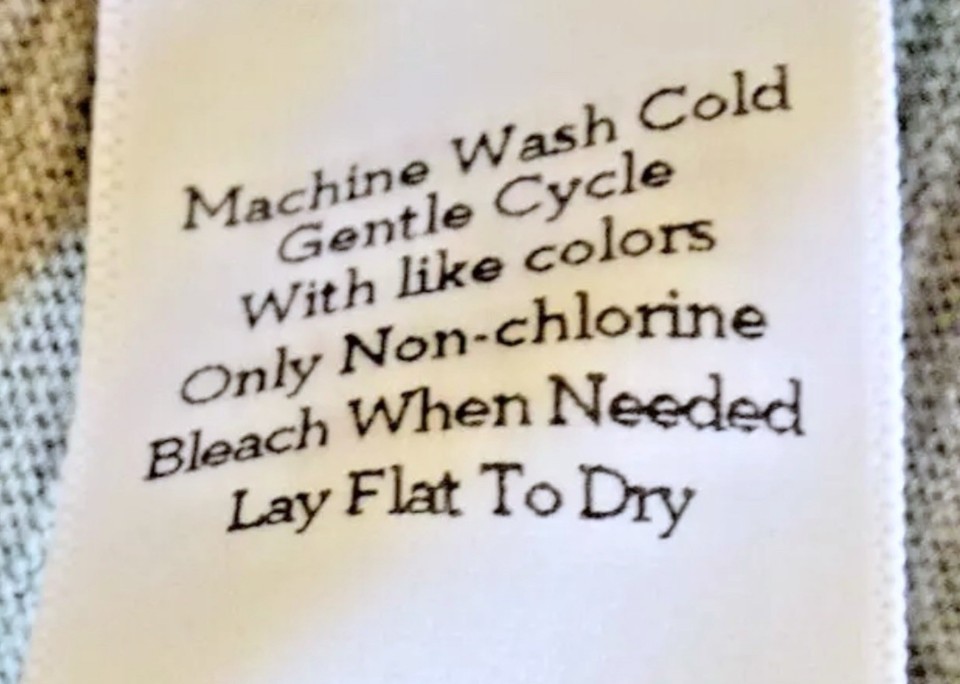 Machine Wash Cold
Gentle Cycle
With like colors
Only Non-chlorine
Bleach When Needed
Lay Flat To Dry